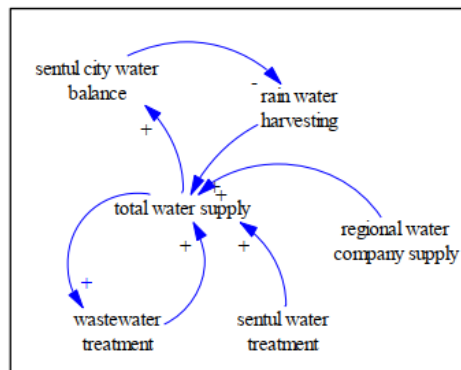 sentul city water
balance
-
rain water
harvesting
+
+
+
total water supply
+
+
regional water
company supply
+
wastewater
treatment
sentul water
treatment